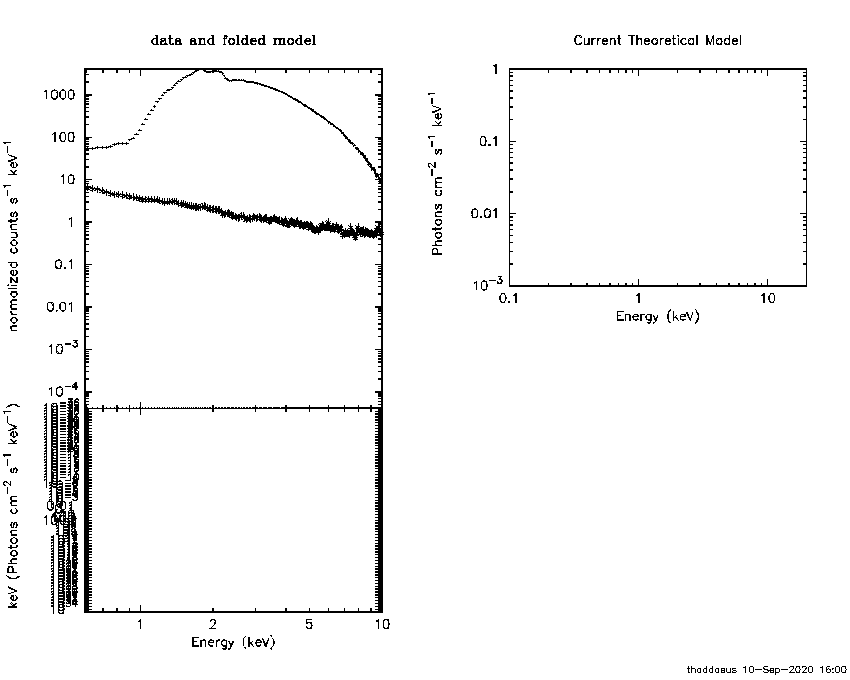 data and folded model
normalized counts s⁻¹ keV⁻¹
1000
100
10
1
0.1
0.01
10⁻³
10⁻⁴
keV (Photons cm⁻² s⁻¹ keV⁻¹)
0.01
1 2 5 10
Energy (keV)
Current Theoretical Model
Photons cm⁻² s⁻¹ keV⁻¹
1
0.1
0.01
10⁻³
0.1 1 10
Energy (keV)
thaddaeus 10-Sep-2020 16:00